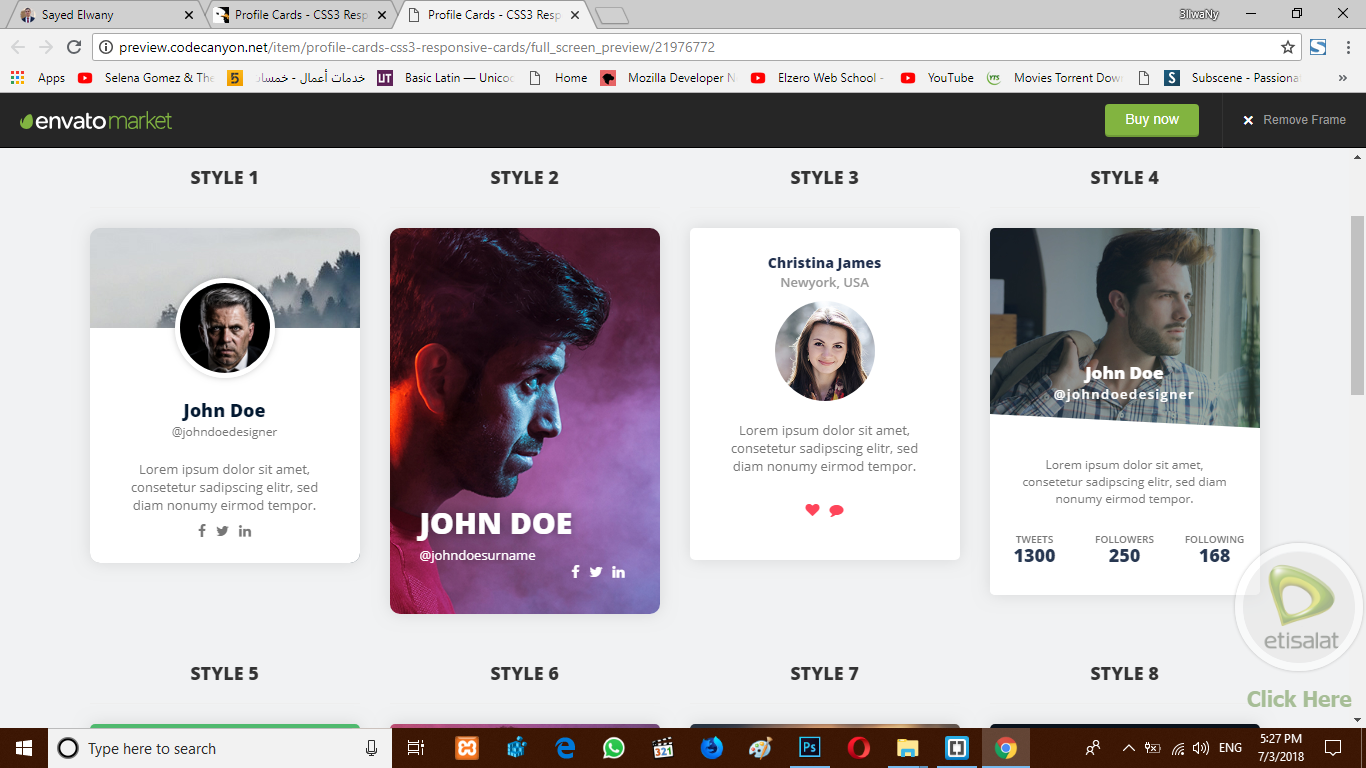 Sayed Elwany
Profile Cards - CSS3 Resp
Profile Cards - CSS3 Resp
3llwaNy
preview.codecanyon.net/item/profile-cards-css3-responsive-cards/full_screen_preview/21976772
Apps
Selena Gomez & The
خدمات أعمال - خمسات
Basic Latin — Unicod
Home
Mozilla Developer N
Elzero Web School -
YouTube
Movies Torrent Down
Subscene - Passiona
envato market
Buy now
Remove Frame
STYLE 1
STYLE 2
STYLE 3
STYLE 4
John Doe
@johndoedesigner
Lorem ipsum dolor sit amet,
consetetur sadipscing elitr, sed
diam nonumy eirmod tempor.
JOHN DOE
@johndoesurname
Christina James
Newyork, USA
Lorem ipsum dolor sit amet,
consetetur sadipscing elitr, sed
diam nonumy eirmod tempor.
John Doe
@johndoedesigner
Lorem ipsum dolor sit amet,
consetetur sadipscing elitr, sed diam
nonumy eirmod tempor.
TWEETS
1300
FOLLOWERS
250
FOLLOWING
168
etisalat
Click Here
STYLE 5
STYLE 6
STYLE 7
STYLE 8
Type here to search
321
Ps
ENG
5:27 PM
7/3/2018